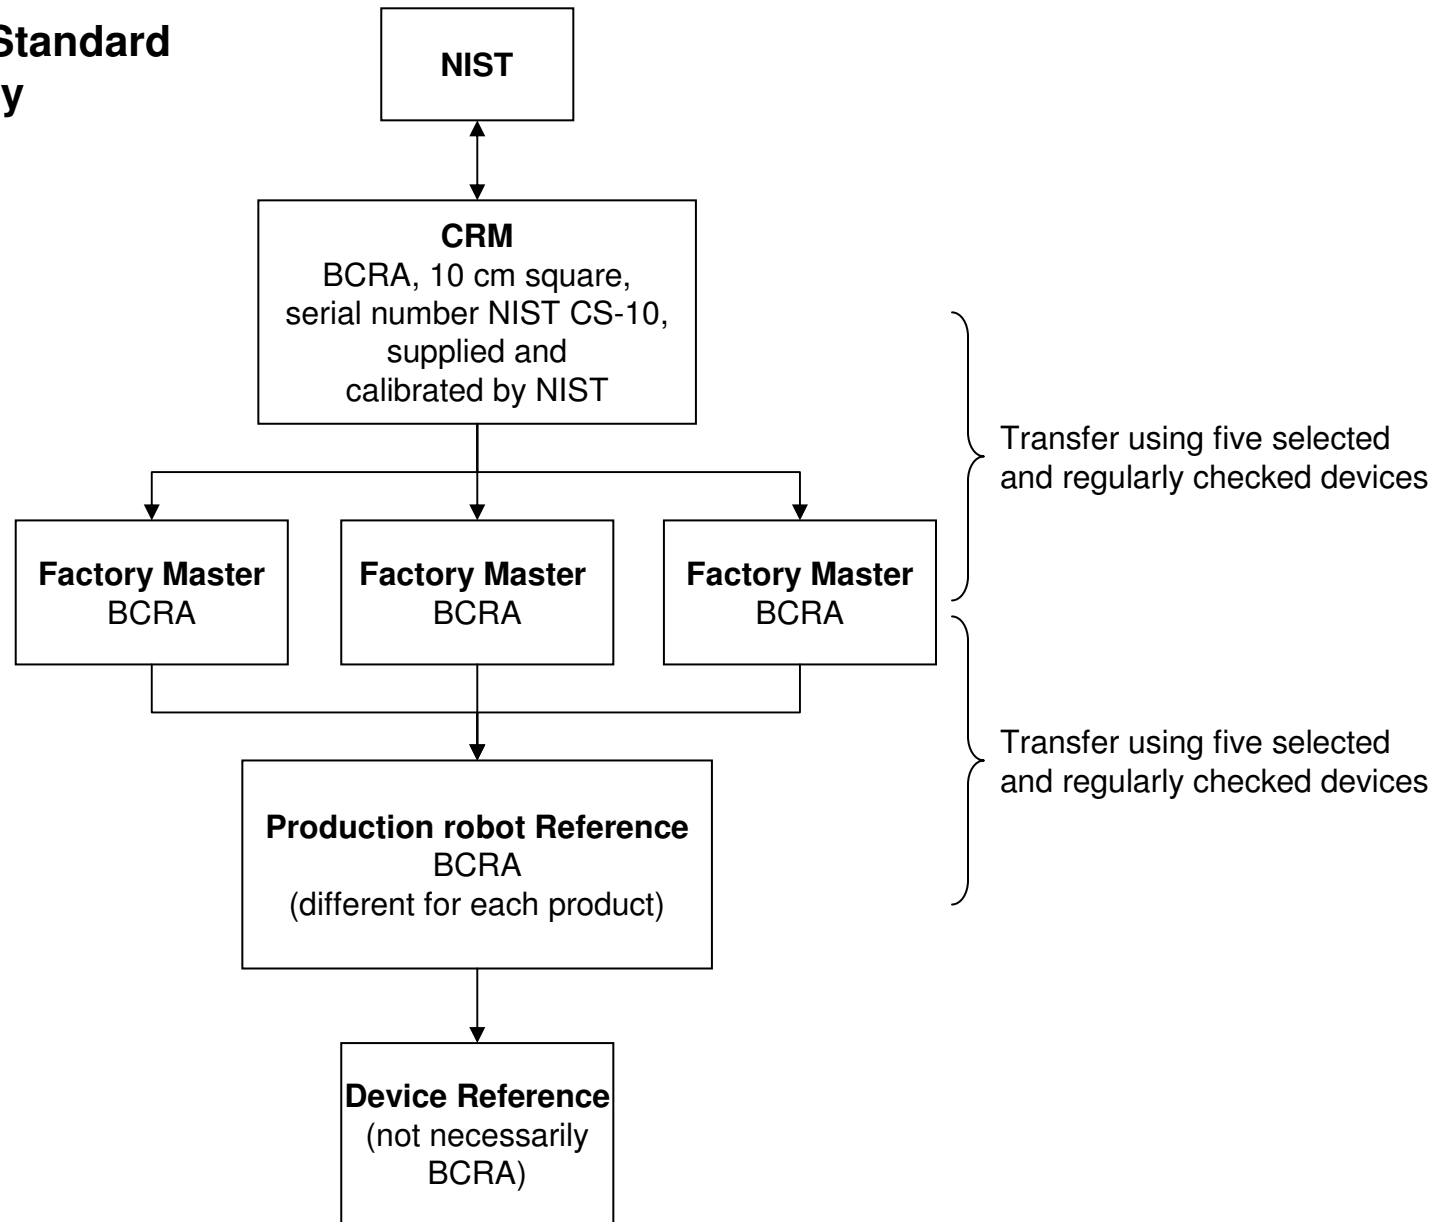 Standard
y
NIST
CRM
BCRA, 10 cm square,
serial number NIST CS-10,
supplied and
calibrated by NIST
Transfer using five selected
and regularly checked devices
Factory Master
BCRA
Factory Master
BCRA
Factory Master
BCRA
Transfer using five selected
and regularly checked devices
Production robot Reference
BCRA
(different for each product)
Device Reference
(not necessarily
BCRA)